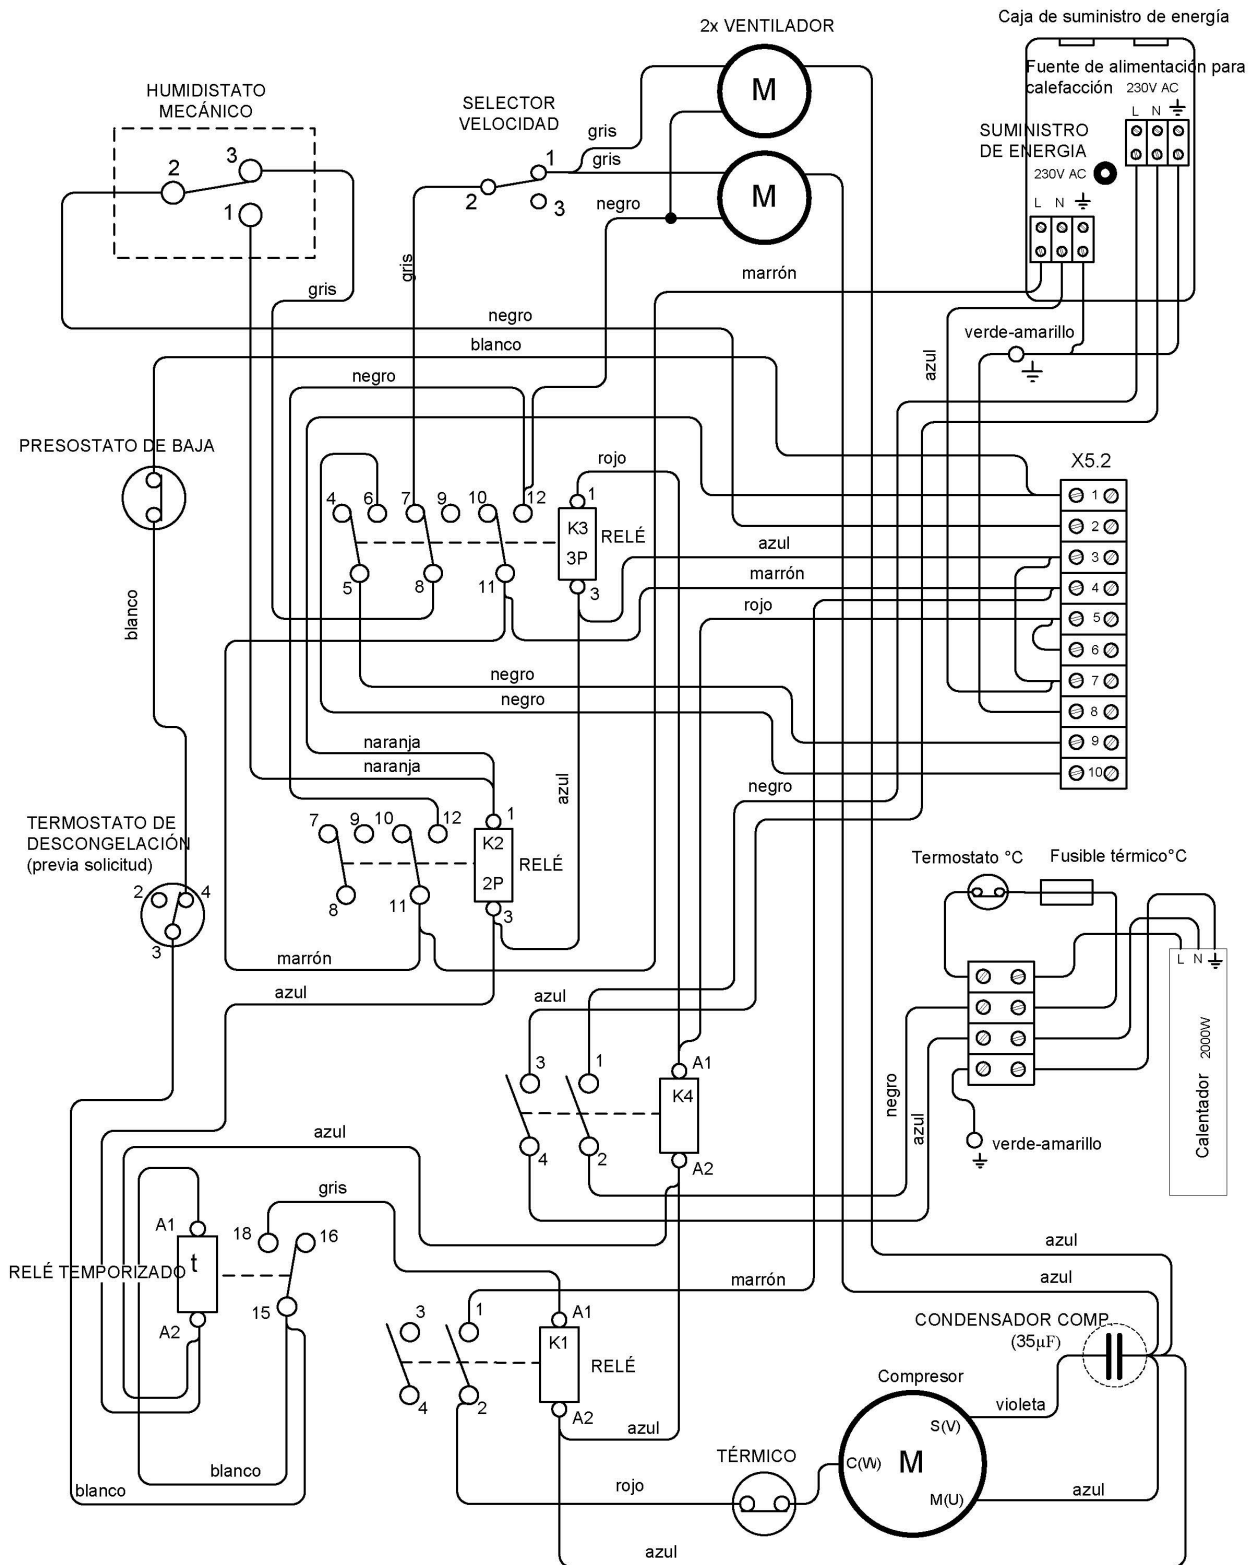 Caja de suministro de energía
2x VENTILADOR
Fuente de alimentación para
calefacción 230V AC
L N
HUMIDISTATO
MECÁNICO
SELECTOR
VELOCIDAD
SUMINISTRO
DE ENERGIA
230V AC
L N
M
M
gris
gris
negro
1
2
3
3
2
1
gris
gris
marrón
negro
verde-amarillo
blanco
azul
negro
PRESOSTATO DE BAJA
X5.2
rojo
4 6 7 9 10 12
1
K3
3P
RELÉ
3
5 8 11
azul
marrón
rojo
1
2
3
4
5
6
7
8
9
10
blanco
negro
negro
naranja
naranja
azul
negro
TERMOSTATO DE
DESCONGELACIÓN
(previa solicitud)
7 9 10 12
1
K2
2P
RELÉ
3
8 11
2 4
3
Termostato °C
Fusible térmico°C
marrón
azul
azul
L N
Calentador 2000W
3 1
A1
K4
A2
4 2
negro
azul
verde-amarillo
azul
gris
A1
18 16
RELÉ TEMPORIZADO
t
15
A2
azul
azul
marrón
3 1
A1
K1
RELÉ
A2
4 2
CONDENSADOR COMP.
(35µF)
Compresor
violeta
S(V)
C(W) M
M(U)
azul
TÉRMICO
azul
rojo
blanco
blanco
azul